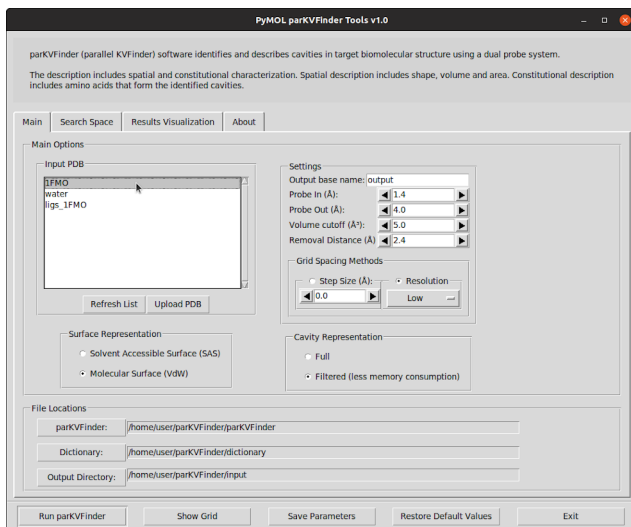 PyMOL parKVFinder Tools v1.0
parKVFinder (parallel KVFinder) software identifies and describes cavities in target biomolecular structure using a dual probe system.
The description includes spatial and constitutional characterization. Spatial description includes shape, volume and area. Constitutional description
includes amino acids that form the identified cavities.
Main Search Space Results Visualization About
Main Options
Input PDB
1FMO
water
ligs_1FMO
Refresh List Upload PDB
Settings
Output base name: output
Probe In (Å): 1.4
Probe Out (Å): 4.0
Volume cutoff (Å³): 5.0
Removal Distance (Å) 2.4
Grid Spacing Methods
Step Size (Å): Resolution
0.0 Low
Surface Representation
Solvent Accessible Surface (SAS)
Molecular Surface (VdW)
Cavity Representation
Full
Filtered (less memory consumption)
File Locations
parKVFinder: /home/user/parKVFinder/parKVFinder
Dictionary: /home/user/parKVFinder/dictionary
Output Directory: /home/user/parKVFinder/input
Run parKVFinder Show Grid Save Parameters Restore Default Values Exit